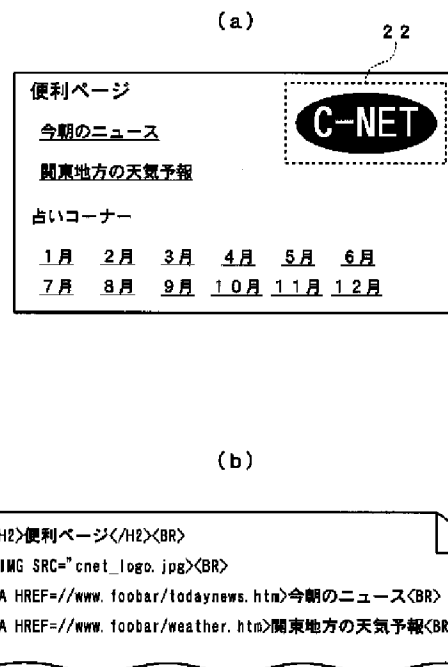 (a)
22
便利ページ
C-NET
今朝のニュース
関東地方の天気予報
占いコーナー
1月 2月 3月 4月 5月 6月
7月 8月 9月 10月 11月 12月
(b)
H2>便利ページ</H2><BR>
IMG SRC="cnet_logo.jpg><BR>
A HREF=//www.foobar/todaynews.htm>今朝のニュース<BR>
A HREF=//www.foobar/weather.htm>関東地方の天気予報<BR